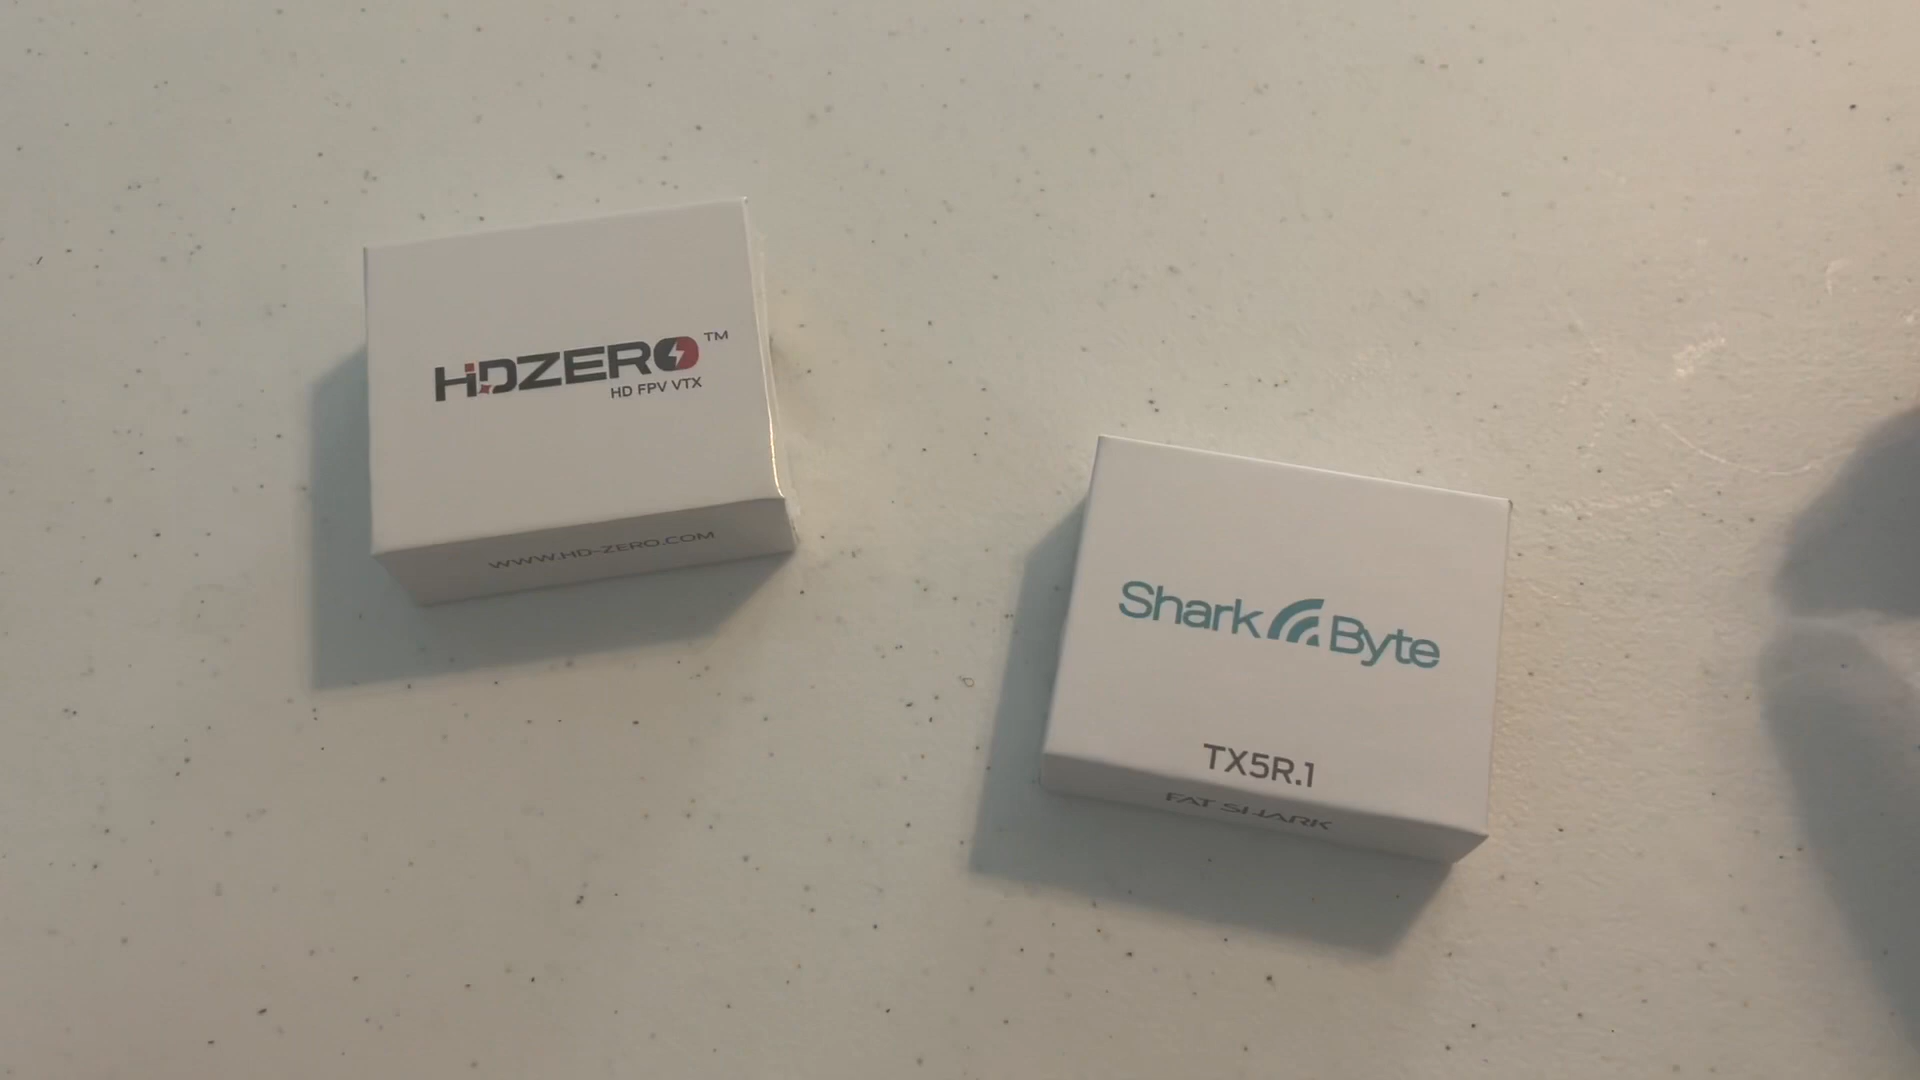 HDZERO™
HD FPV VTX
WWW.HD-ZERO.COM
Shark Byte
TX5R.1
FAT SHARK